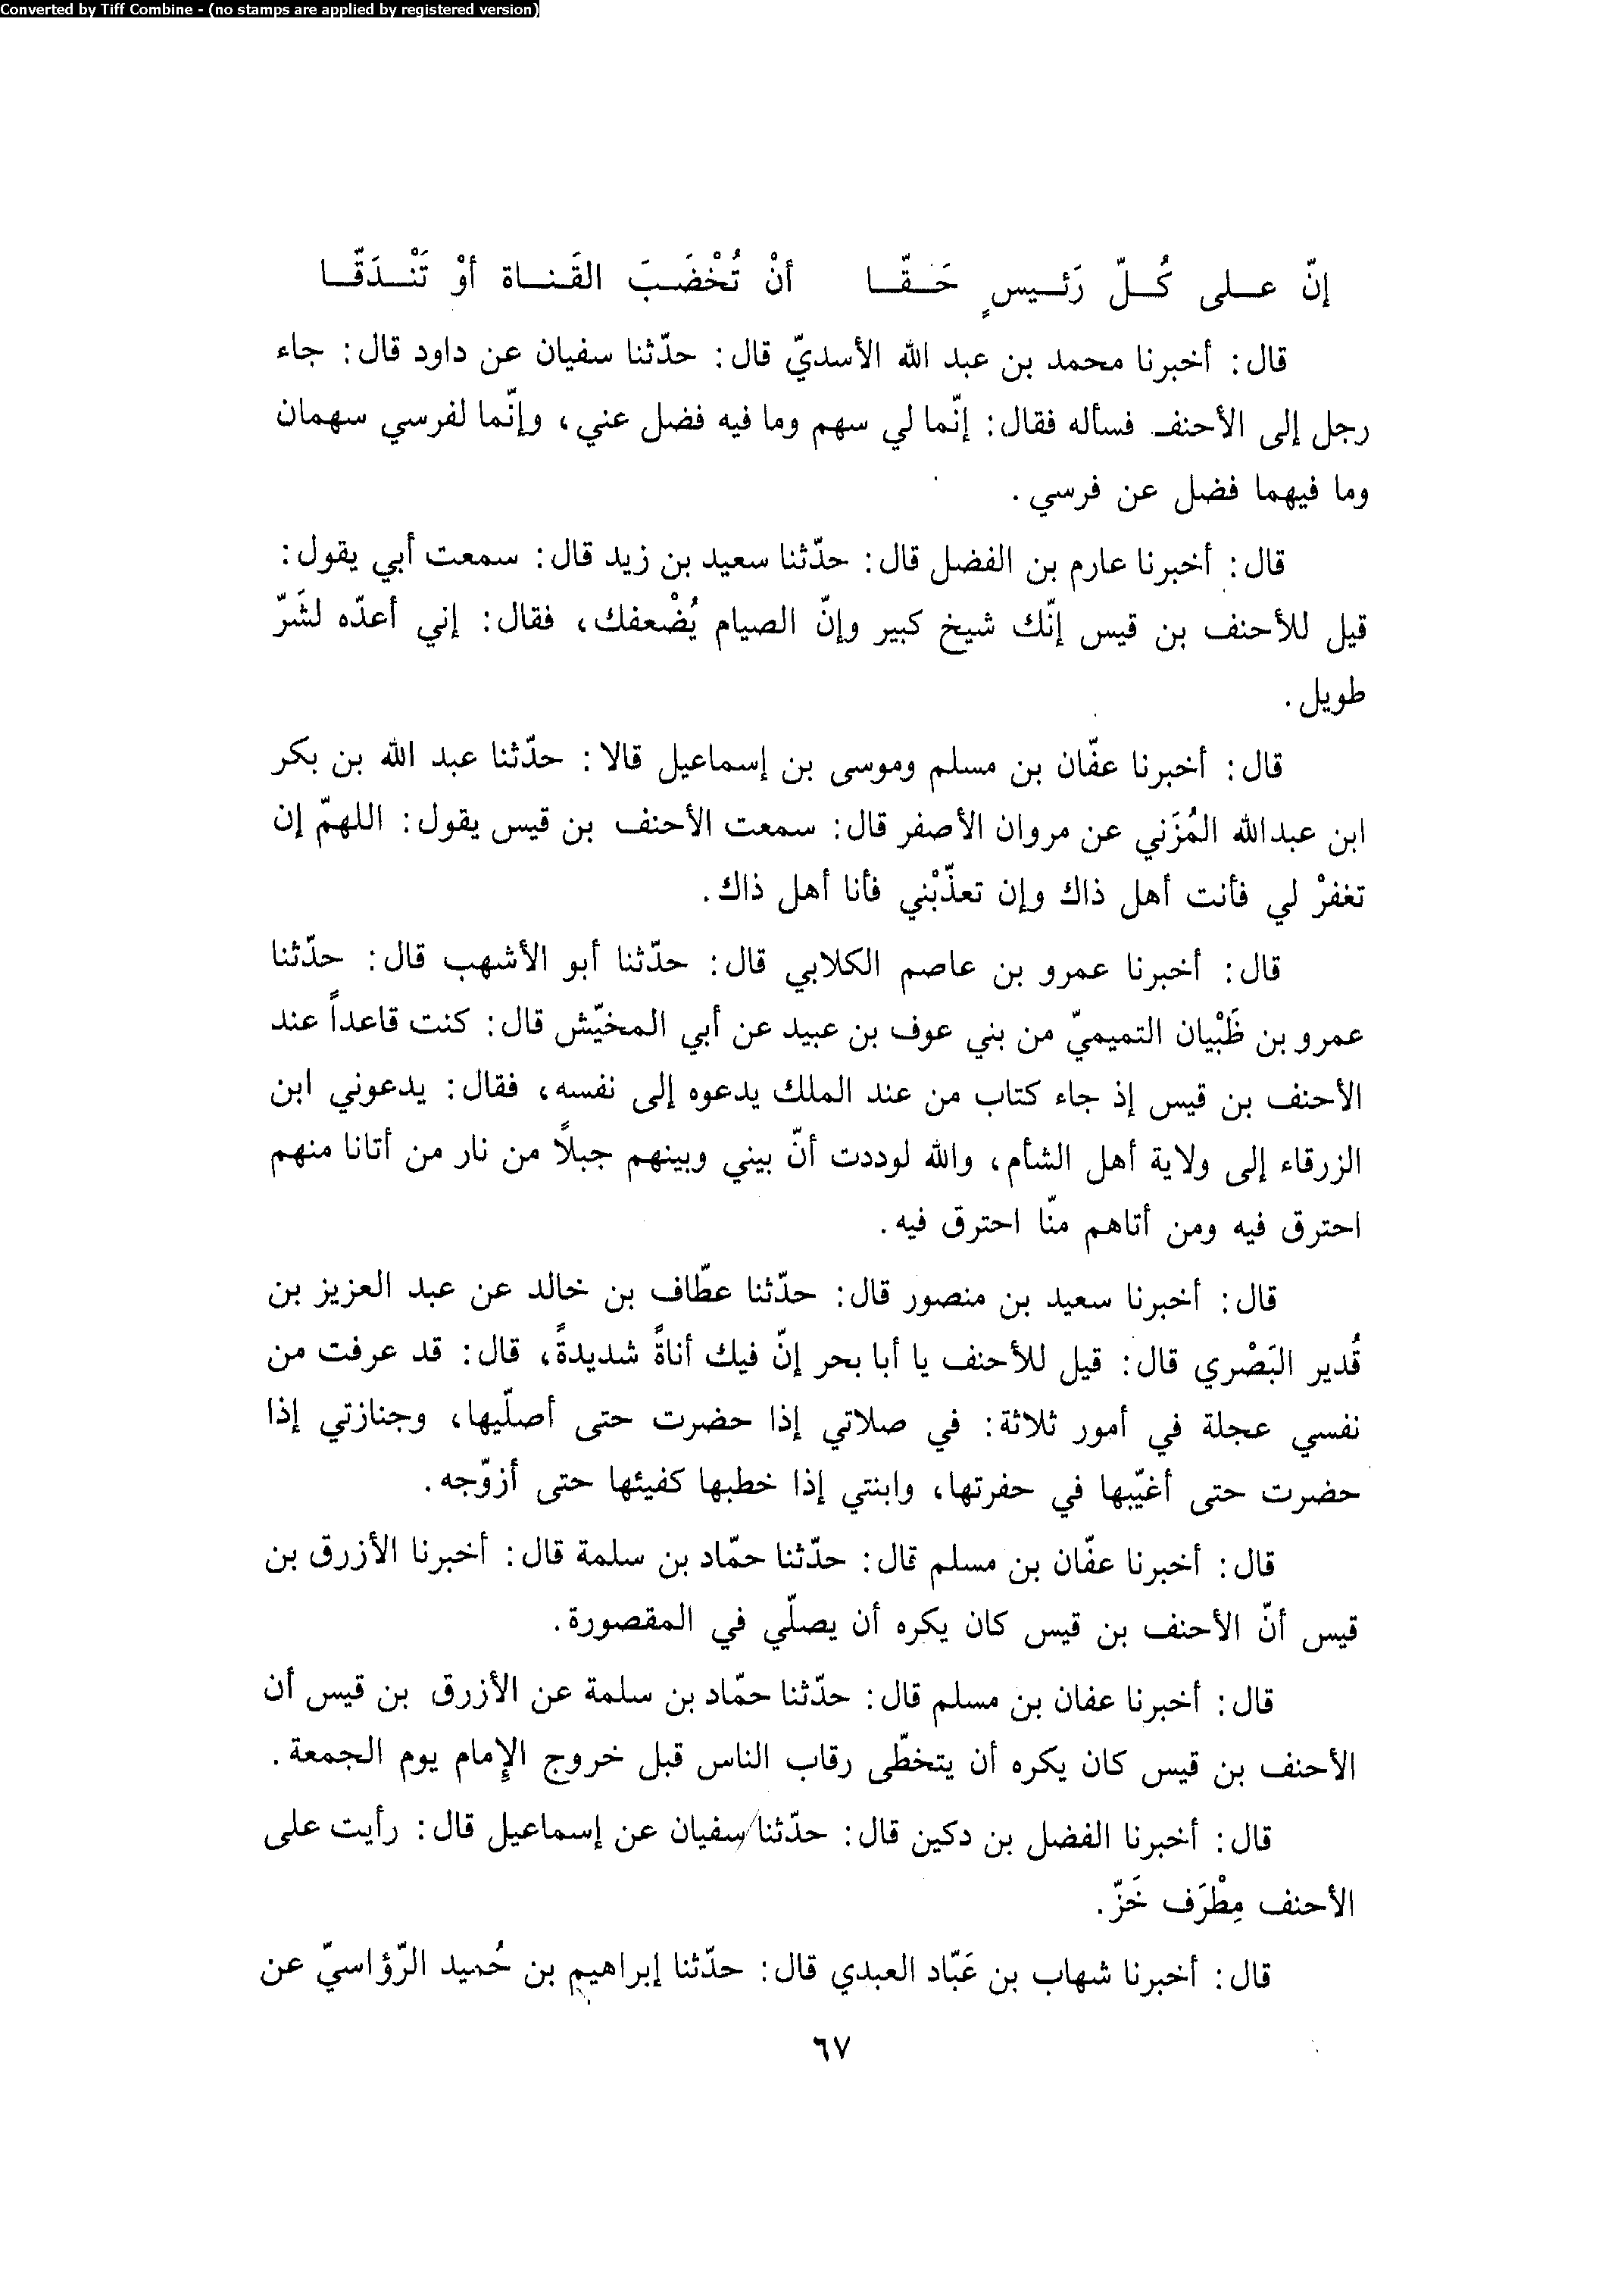 Converted by Tiff Combine - (no stamps are applied by registered version)
إنّ عـلى كُـلّ رَئـيسٍ حَـقّـا أنْ تُخْضَـبَ القَـنـاة أوْ تَنْـدَقّـا
قال: أخبرنا محمد بن عبد الله الأسديّ قال: حدّثنا سفيان عن داود قال: جاء
رجل إلى الأحنف فسأله فقال: إنّما لي سهم وما فيه فضل عني، وإنّما لفرسي سهمان
وما فيهما فضل عن فرسي.
قال: أخبرنا عارم بن الفضل قال: حدّثنا سعيد بن زيد قال: سمعت أبي يقول:
قيل للأحنف بن قيس إنّك شيخ كبير وإنّ الصيام يُضْعفك، فقال: إني أعدّه لشَرّ
طويل.
قال: أخبرنا عفّان بن مسلم وموسى بن إسماعيل قالا: حدّثنا عبد الله بن بكر
ابن عبدالله المُزَني عن مروان الأصفر قال: سمعت الأحنف بن قيس يقول: اللهمّ إن
تغفرْ لي فأنت أهل ذاك وإن تعذّبْني فأنا أهل ذاك.
قال: أخبرنا عمرو بن عاصم الكلابي قال: حدّثنا أبو الأشهب قال: حدّثنا
عمرو بن ظَبْيان التميميّ من بني عوف بن عبيد عن أبي المخيّش قال: كنت قاعداً عند
الأحنف بن قيس إذ جاء كتاب من عند الملك يدعوه إلى نفسه، فقال: يدعوني ابن
الزرقاء إلى ولاية أهل الشأم، والله لوددت أنّ بيني وبينهم جبلاً من نار من أتانا منهم
احترق فيه ومن أتاهم منّا احترق فيه.
قال: أخبرنا سعيد بن منصور قال: حدّثنا عطّاف بن خالد عن عبد العزيز بن
قُدير البَصْري قال: قيل للأحنف يا أبا بحر إنّ فيك أناةً شديدةً، قال: قد عرفت من
نفسي عجلة في أمور ثلاثة: في صلاتي إذا حضرت حتى أصلّيها، وجنازتي إذا
حضرت حتى أغيّبها في حفرتها، وابنتي إذا خطبها كفيئها حتى أزوّجه.
قال: أخبرنا عفّان بن مسلم قال: حدّثنا حمّاد بن سلمة قال: أخبرنا الأزرق بن
قيس أنّ الأحنف بن قيس كان يكره أن يصلّي في المقصورة.
قال: أخبرنا عفان بن مسلم قال: حدّثنا حمّاد بن سلمة عن الأزرق بن قيس أن
الأحنف بن قيس كان يكره أن يتخطّى رقاب الناس قبل خروج الإمام يوم الجمعة.
قال: أخبرنا الفضل بن دكين قال: حدّثنا سفيان عن إسماعيل قال: رأيت على
الأحنف مِطْرَف خَزّ.
قال: أخبرنا شهاب بن عَبّاد العبدي قال: حدّثنا إبراهيم بن حُميد الرّؤاسيّ عن
٦٧